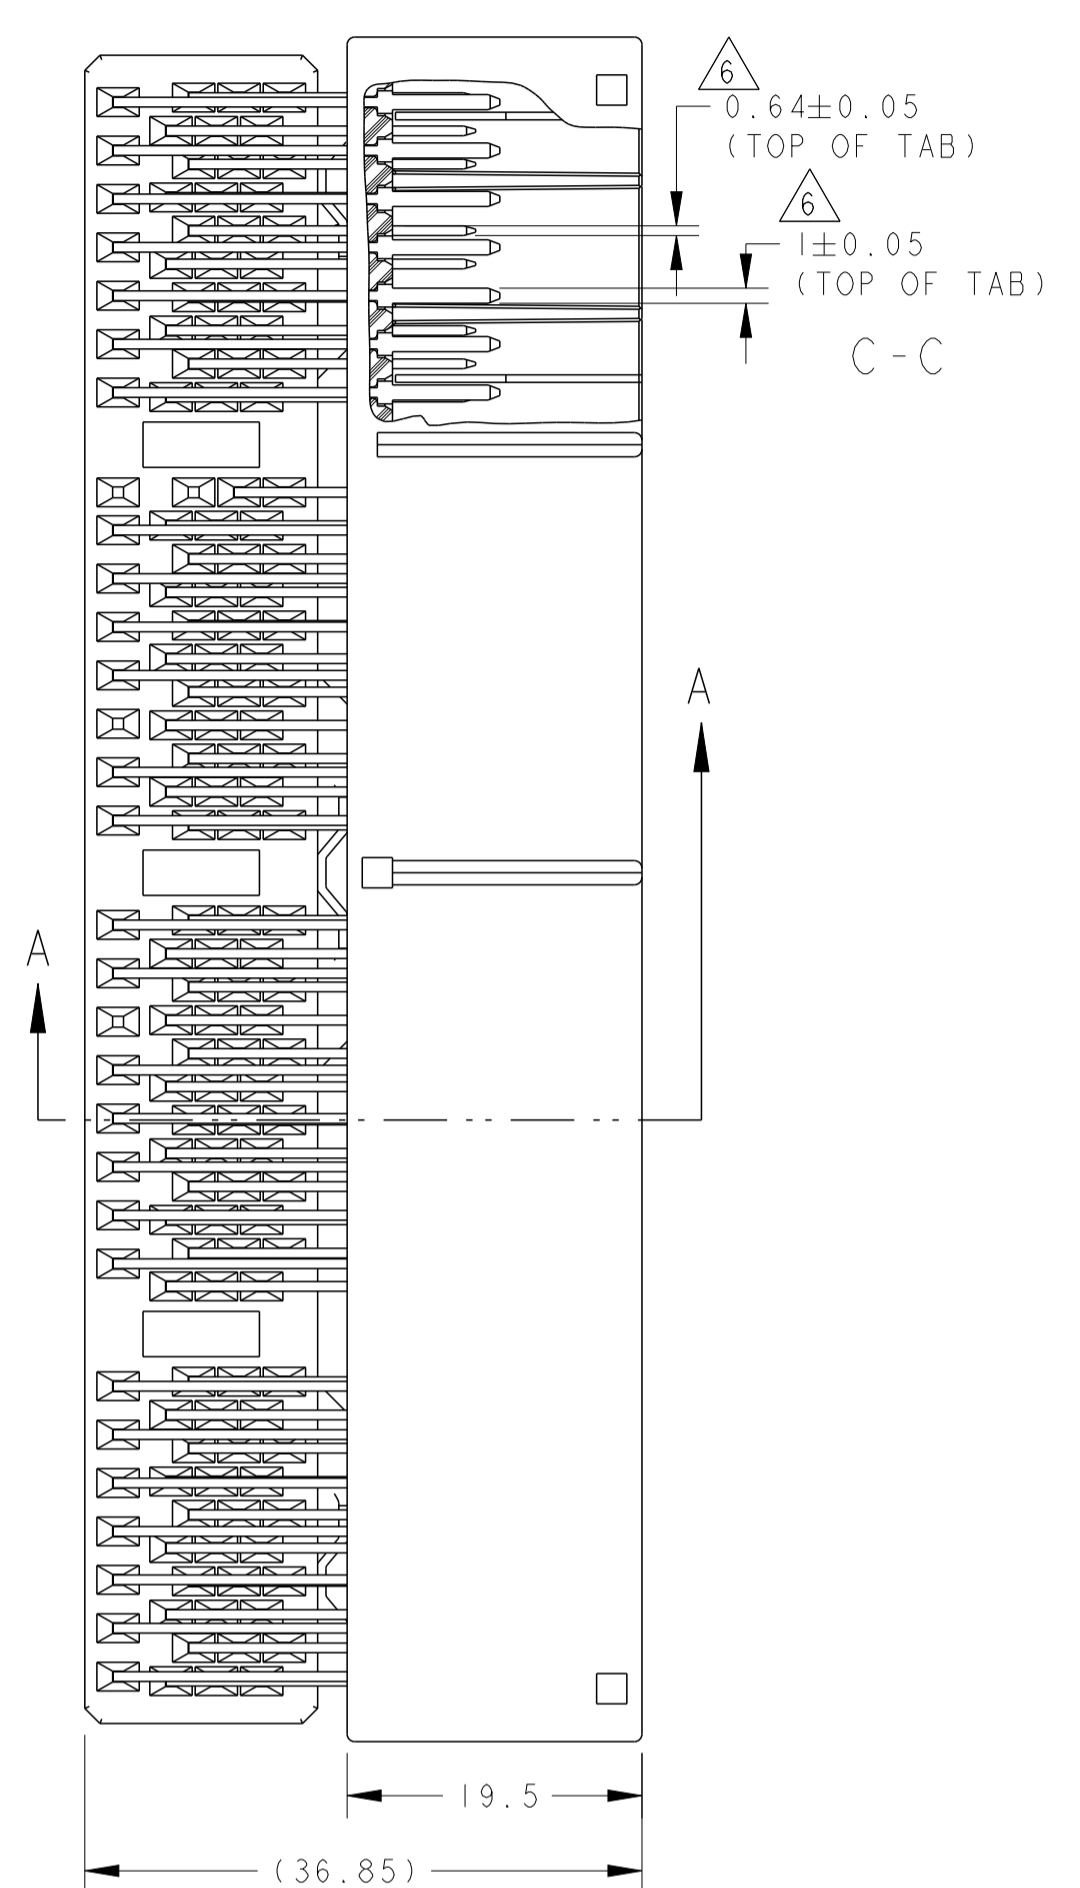 6
0.64±0.05
(TOP OF TAB)
6
1±0.05
(TOP OF TAB)
C-C
A
A
19.5
(36.85)